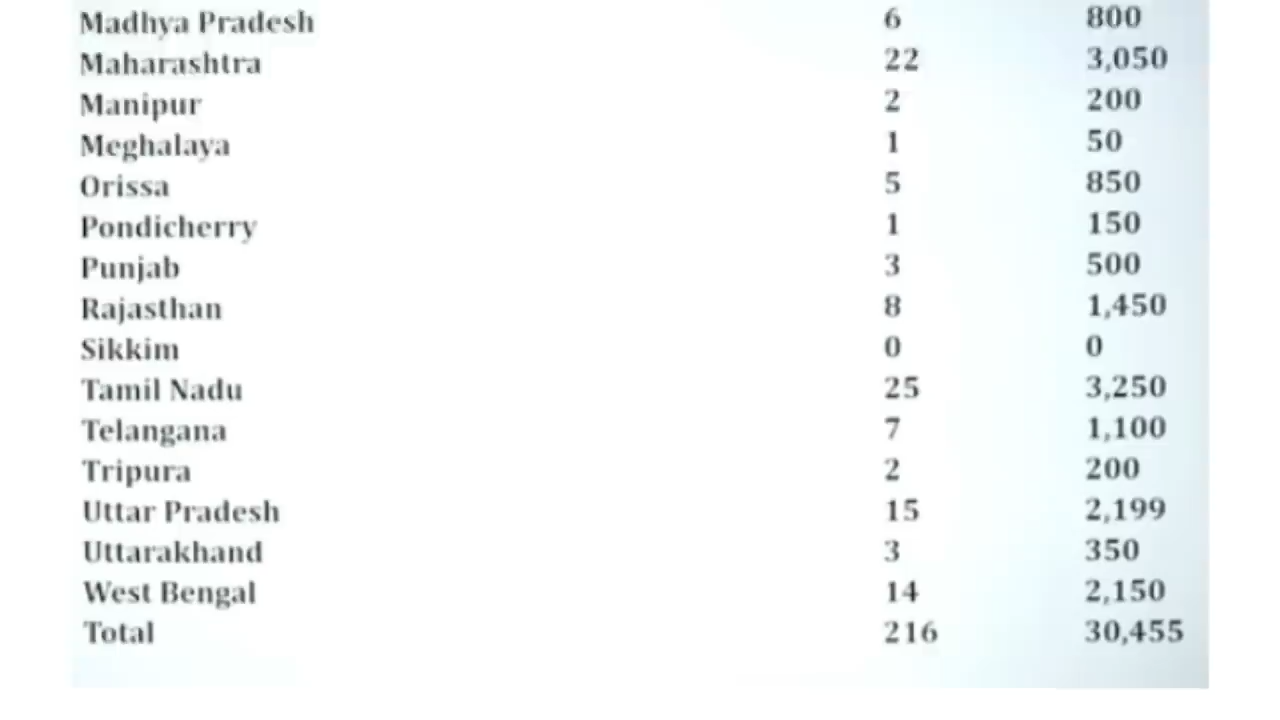 Madhya Pradesh 6 800
Maharashtra 22 3,050
Manipur 2 200
Meghalaya 1 50
Orissa 5 850
Pondicherry 1 150
Punjab 3 500
Rajasthan 8 1,450
Sikkim 0 0
Tamil Nadu 25 3,250
Telangana 7 1,100
Tripura 2 200
Uttar Pradesh 15 2,199
Uttarakhand 3 350
West Bengal 14 2,150
Total 216 30,455